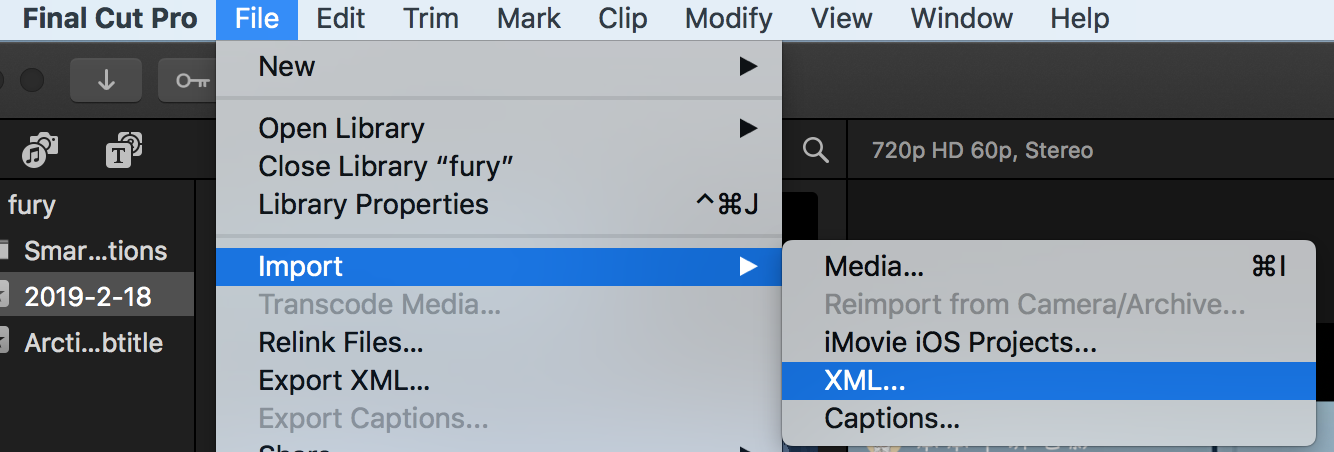 Final Cut Pro File Edit Trim Mark Clip Modify View Window Help
New
Open Library
Close Library “fury”
Library Properties ^⌘J
Import
Transcode Media...
Relink Files...
Export XML...
Export Captions...
Share
Media... ⌘I
Reimport from Camera/Archive...
iMovie iOS Projects...
XML...
Captions...
T
720p HD 60p, Stereo
fury
Smar...tions
2019-2-18
Arcti...btitle